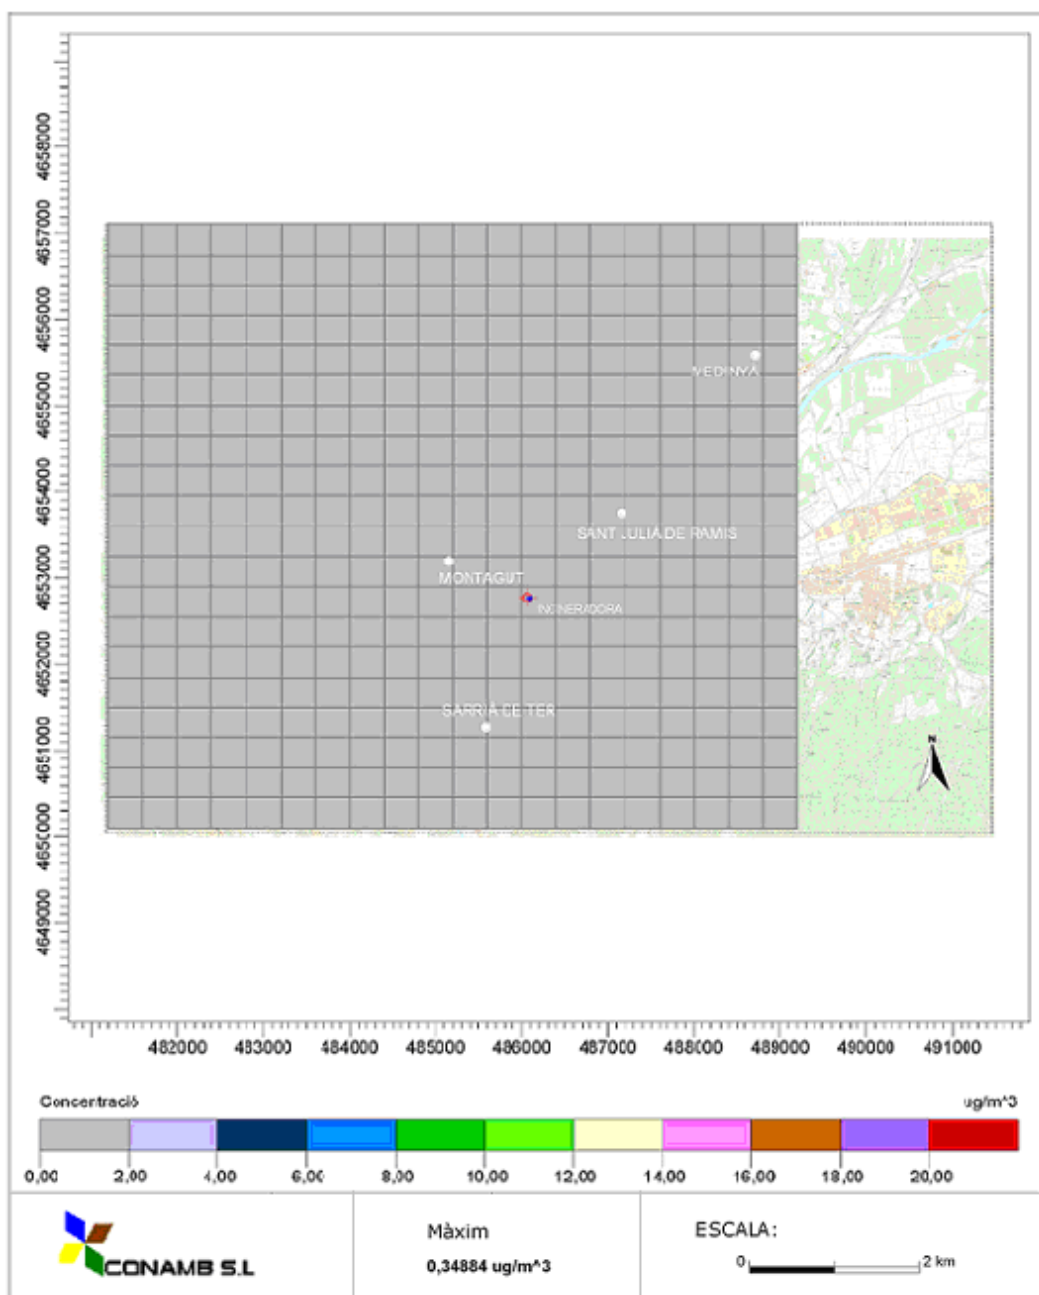 4658000
4657000
4656000
4655000
4654000
4653000
4652000
4651000
4650000
4649000
MEDINYÀ
SANT JULIÀ DE RAMIS
MONTAGUT
INCINERADORA
SARRIÀ DE TER
N
482000 483000 484000 485000 486000 487000 488000 489000 490000 491000
Concentració ug/m^3
0,00 2,00 4,00 6,00 8,00 10,00 12,00 14,00 16,00 18,00 20,00
CONAMB S.L
Màxim
0,34884 ug/m^3
ESCALA:
0 2 km